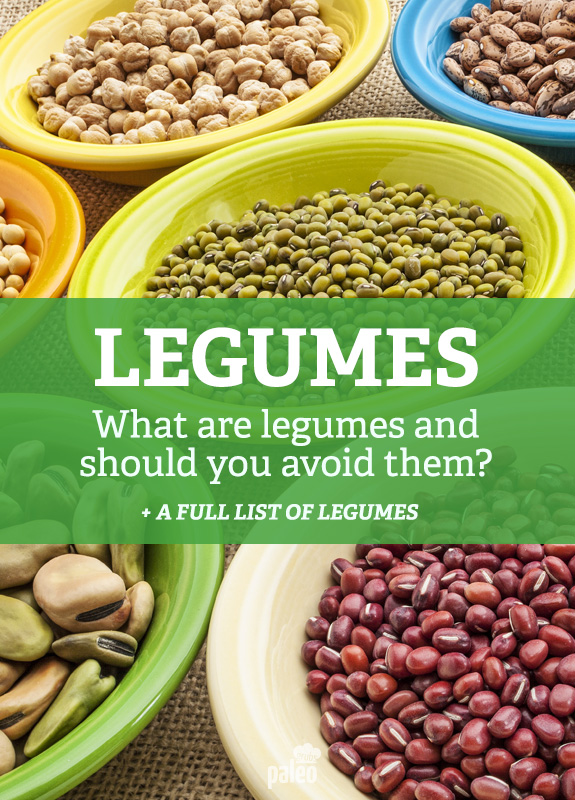 LEGUMES
What are legumes and
should you avoid them?
+ A FULL LIST OF LEGUMES
paleo